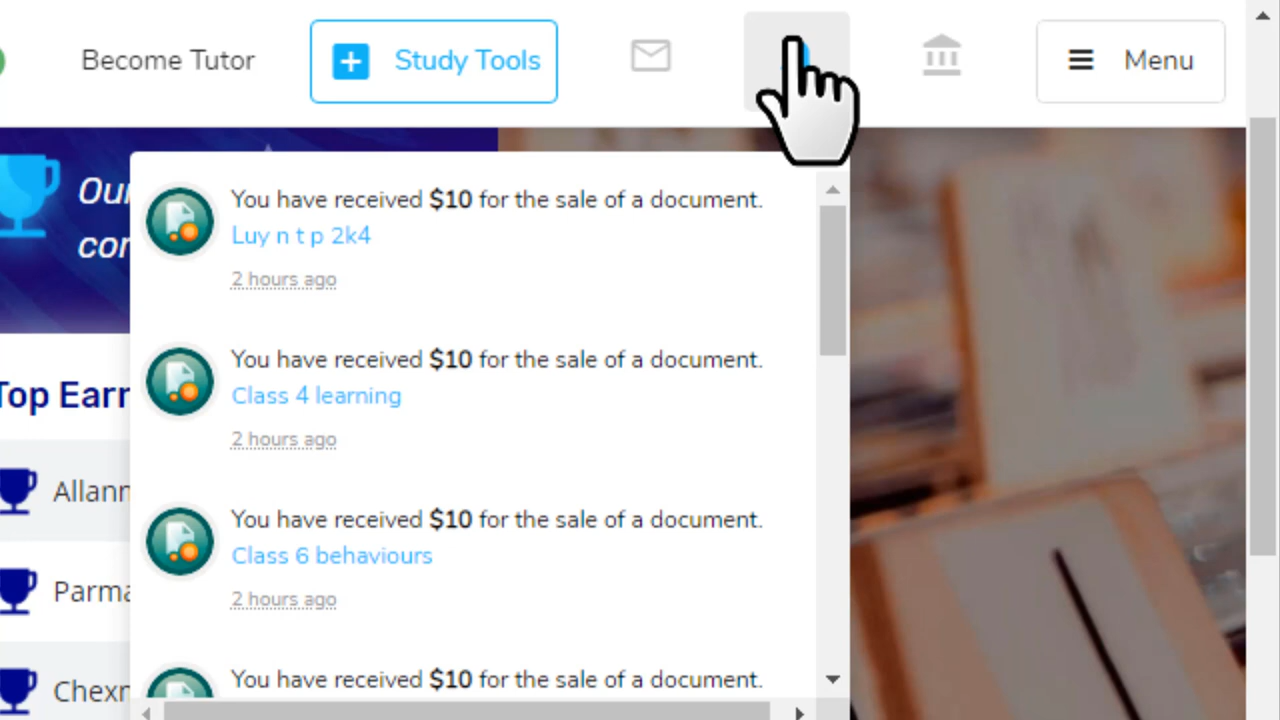 Become Tutor
Study Tools
Menu
Our
You have received $10 for the sale of a document.
Luy n t p 2k4
2 hours ago
You have received $10 for the sale of a document.
Class 4 learning
2 hours ago
You have received $10 for the sale of a document.
Class 6 behaviours
2 hours ago
You have received $10 for the sale of a document.
Top Earn